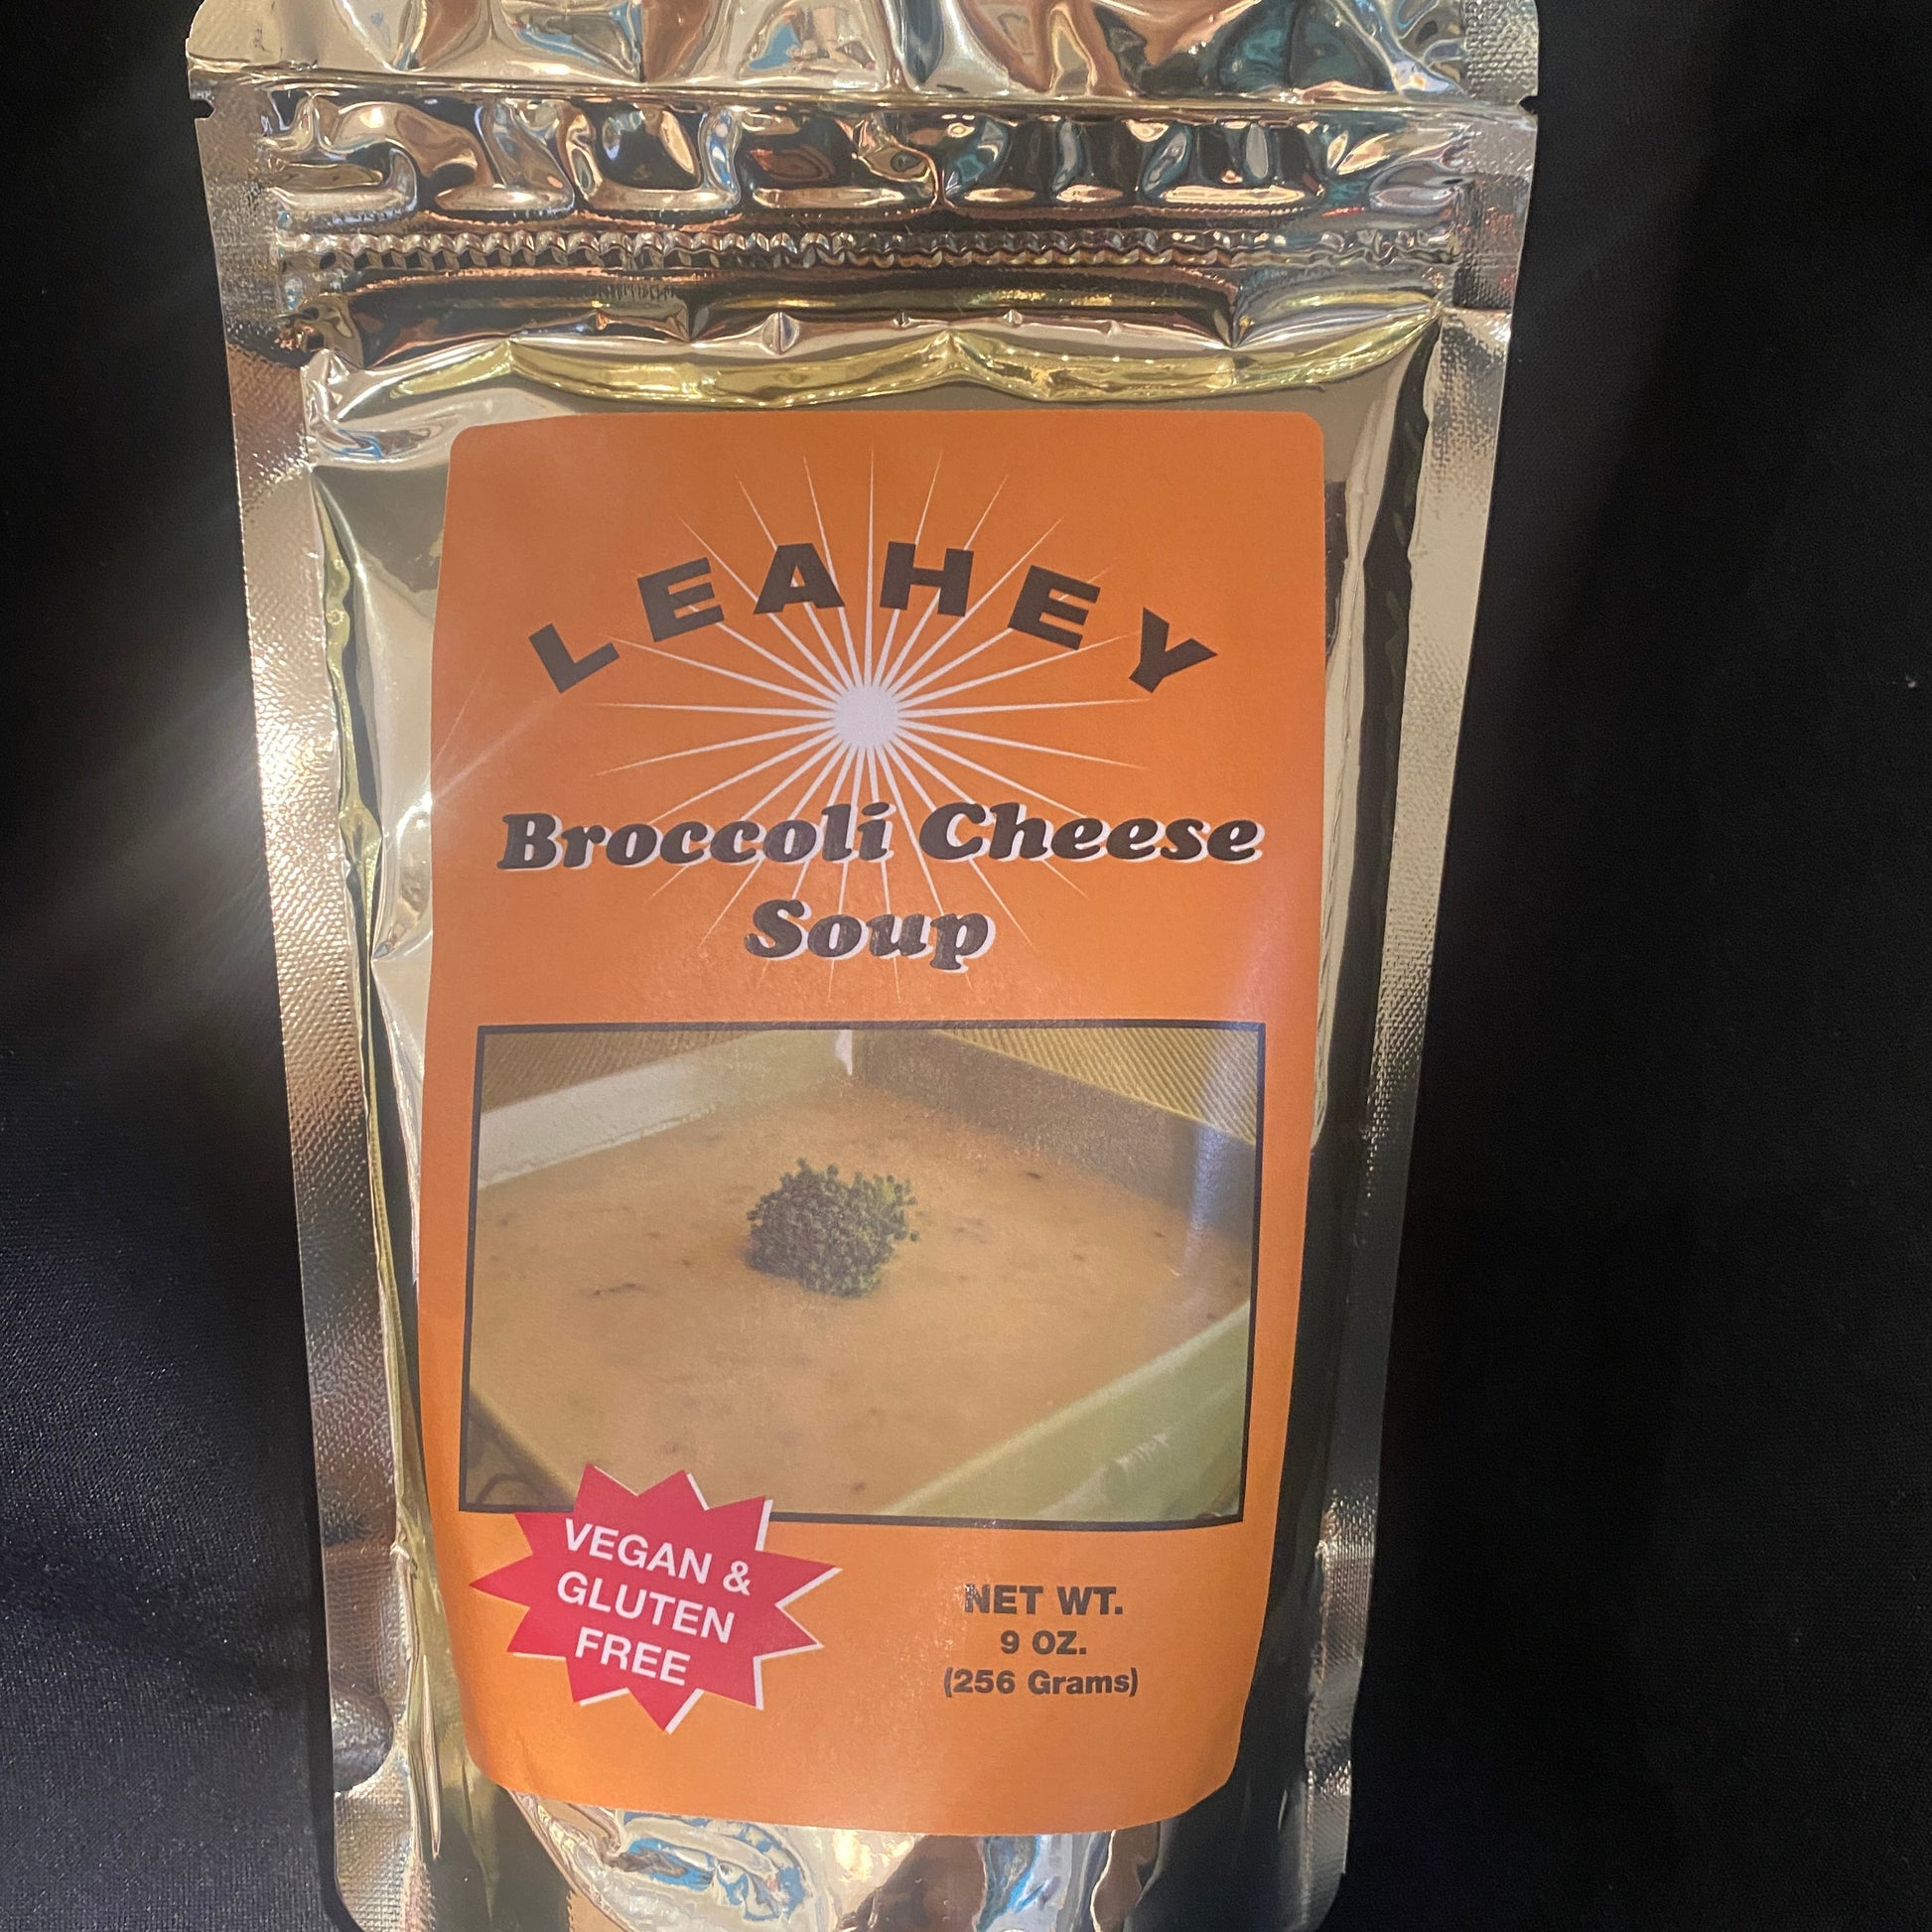 LEAHEY
Broccoli Cheese
Soup
VEGAN &
GLUTEN
FREE
NET WT.
9 OZ.
(256 Grams)